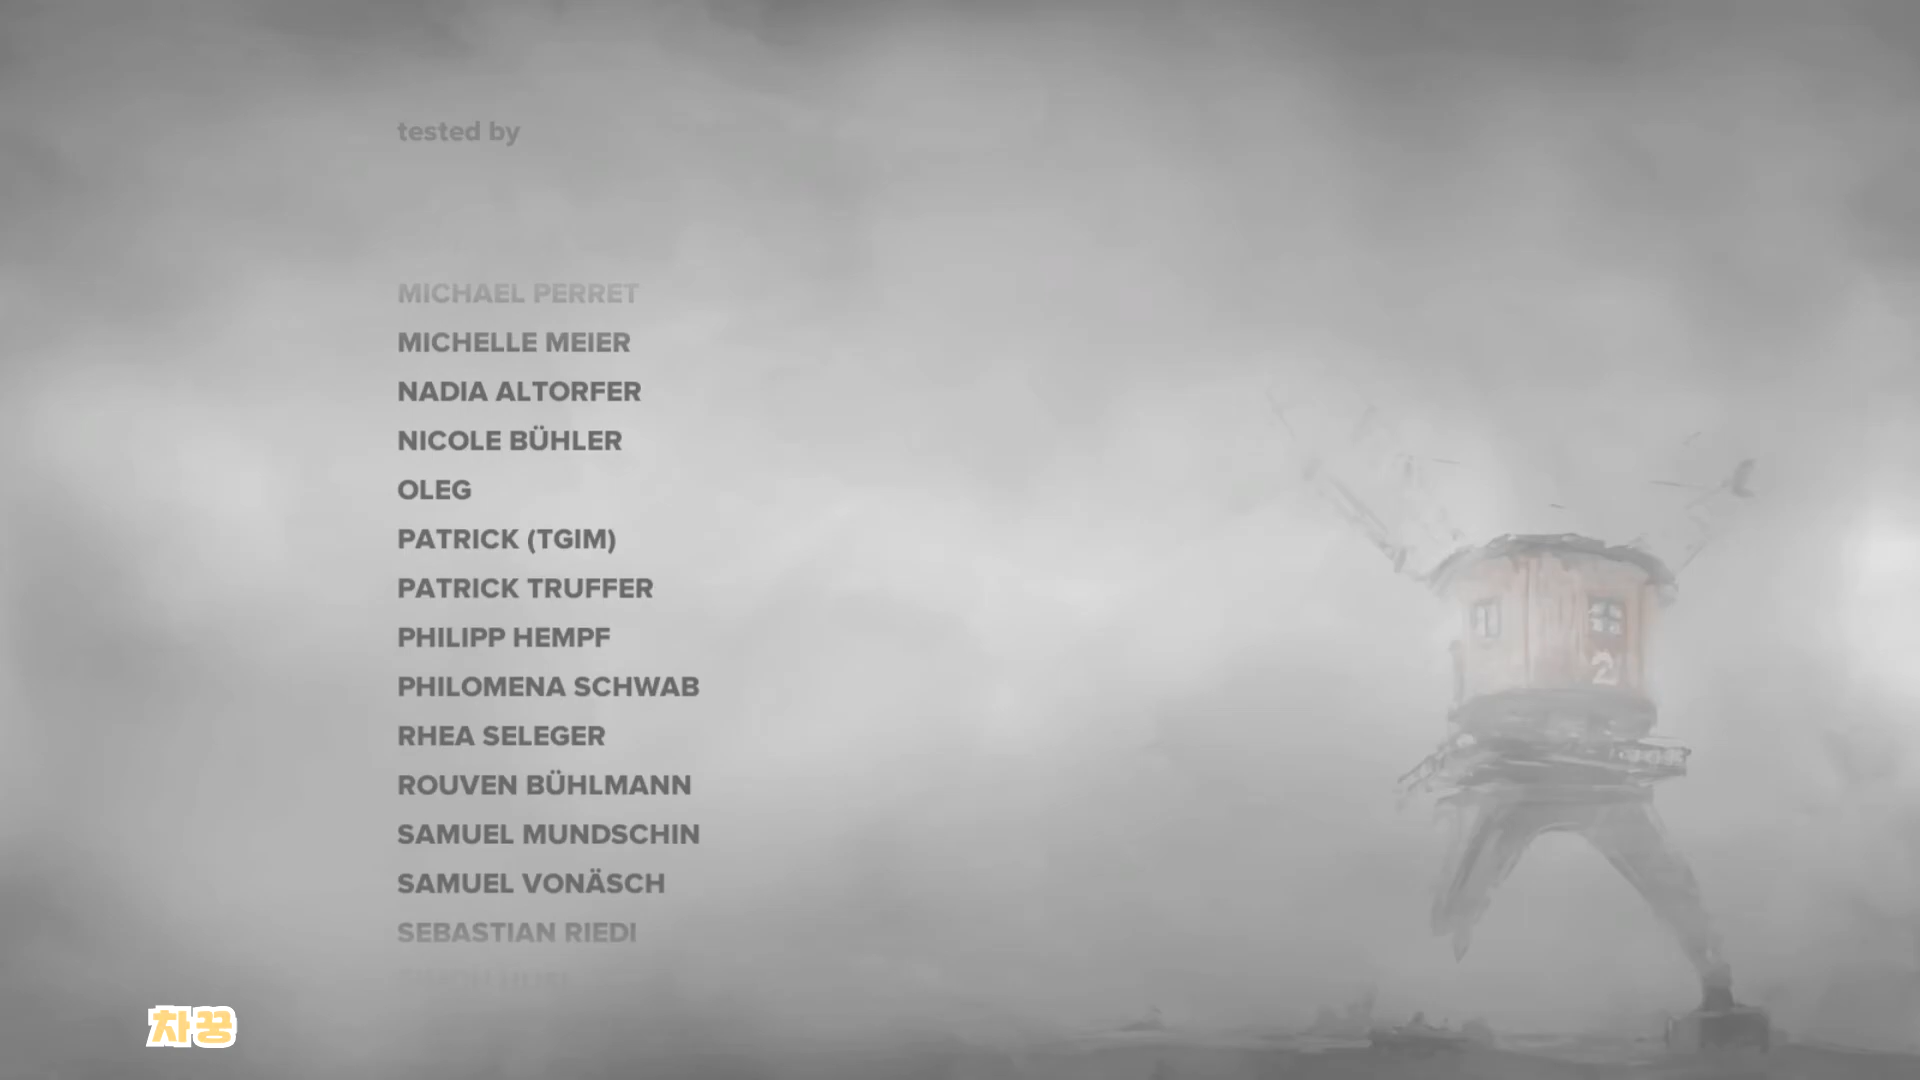 tested by
MICHAEL PERRET
MICHELLE MEIER
NADIA ALTORFER
NICOLE BÜHLER
OLEG
PATRICK (TGIM)
PATRICK TRUFFER
PHILIPP HEMPF
PHILOMENA SCHWAB
RHEA SELEGER
ROUVEN BÜHLMANN
SAMUEL MUNDSCHIN
SAMUEL VONÄSCH
SEBASTIAN RIEDI
2
차꿍